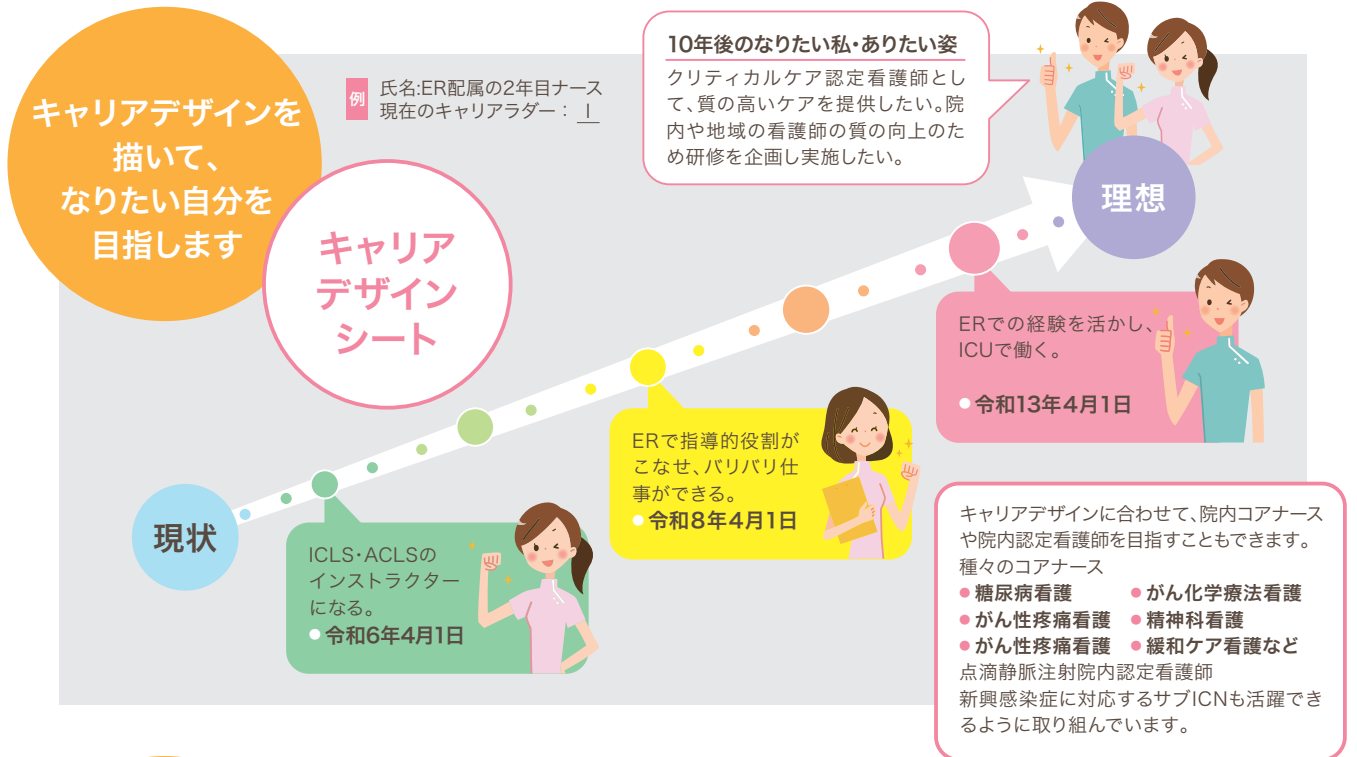 キャリアデザインを
描いて、
なりたい自分を
目指します
キャリア
デザイン
シート
例
氏名:ER配属の2年目ナース
現在のキャリアラダー：Ⅰ
10年後のなりたい私・ありたい姿
クリティカルケア認定看護師とし
て、質の高いケアを提供したい。院
内や地域の看護師の質の向上のた
め研修を企画し実施したい。
理想
現状
ICLS・ACLSの
インストラクター
になる。
●令和6年4月1日
ERで指導的役割が
こなせ、バリバリ仕
事ができる。
●令和8年4月1日
ERでの経験を活かし、
ICUで働く。
●令和13年4月1日
キャリアデザインに合わせて、院内コアナース
や院内認定看護師を目指すこともできます。
種々のコアナース
●糖尿病看護 ●がん化学療法看護
●がん性疼痛看護 ●精神科看護
●がん性疼痛看護 ●緩和ケア看護など
点滴静脈注射院内認定看護師
新興感染症に対応するサブICNも活躍でき
るように取り組んでいます。